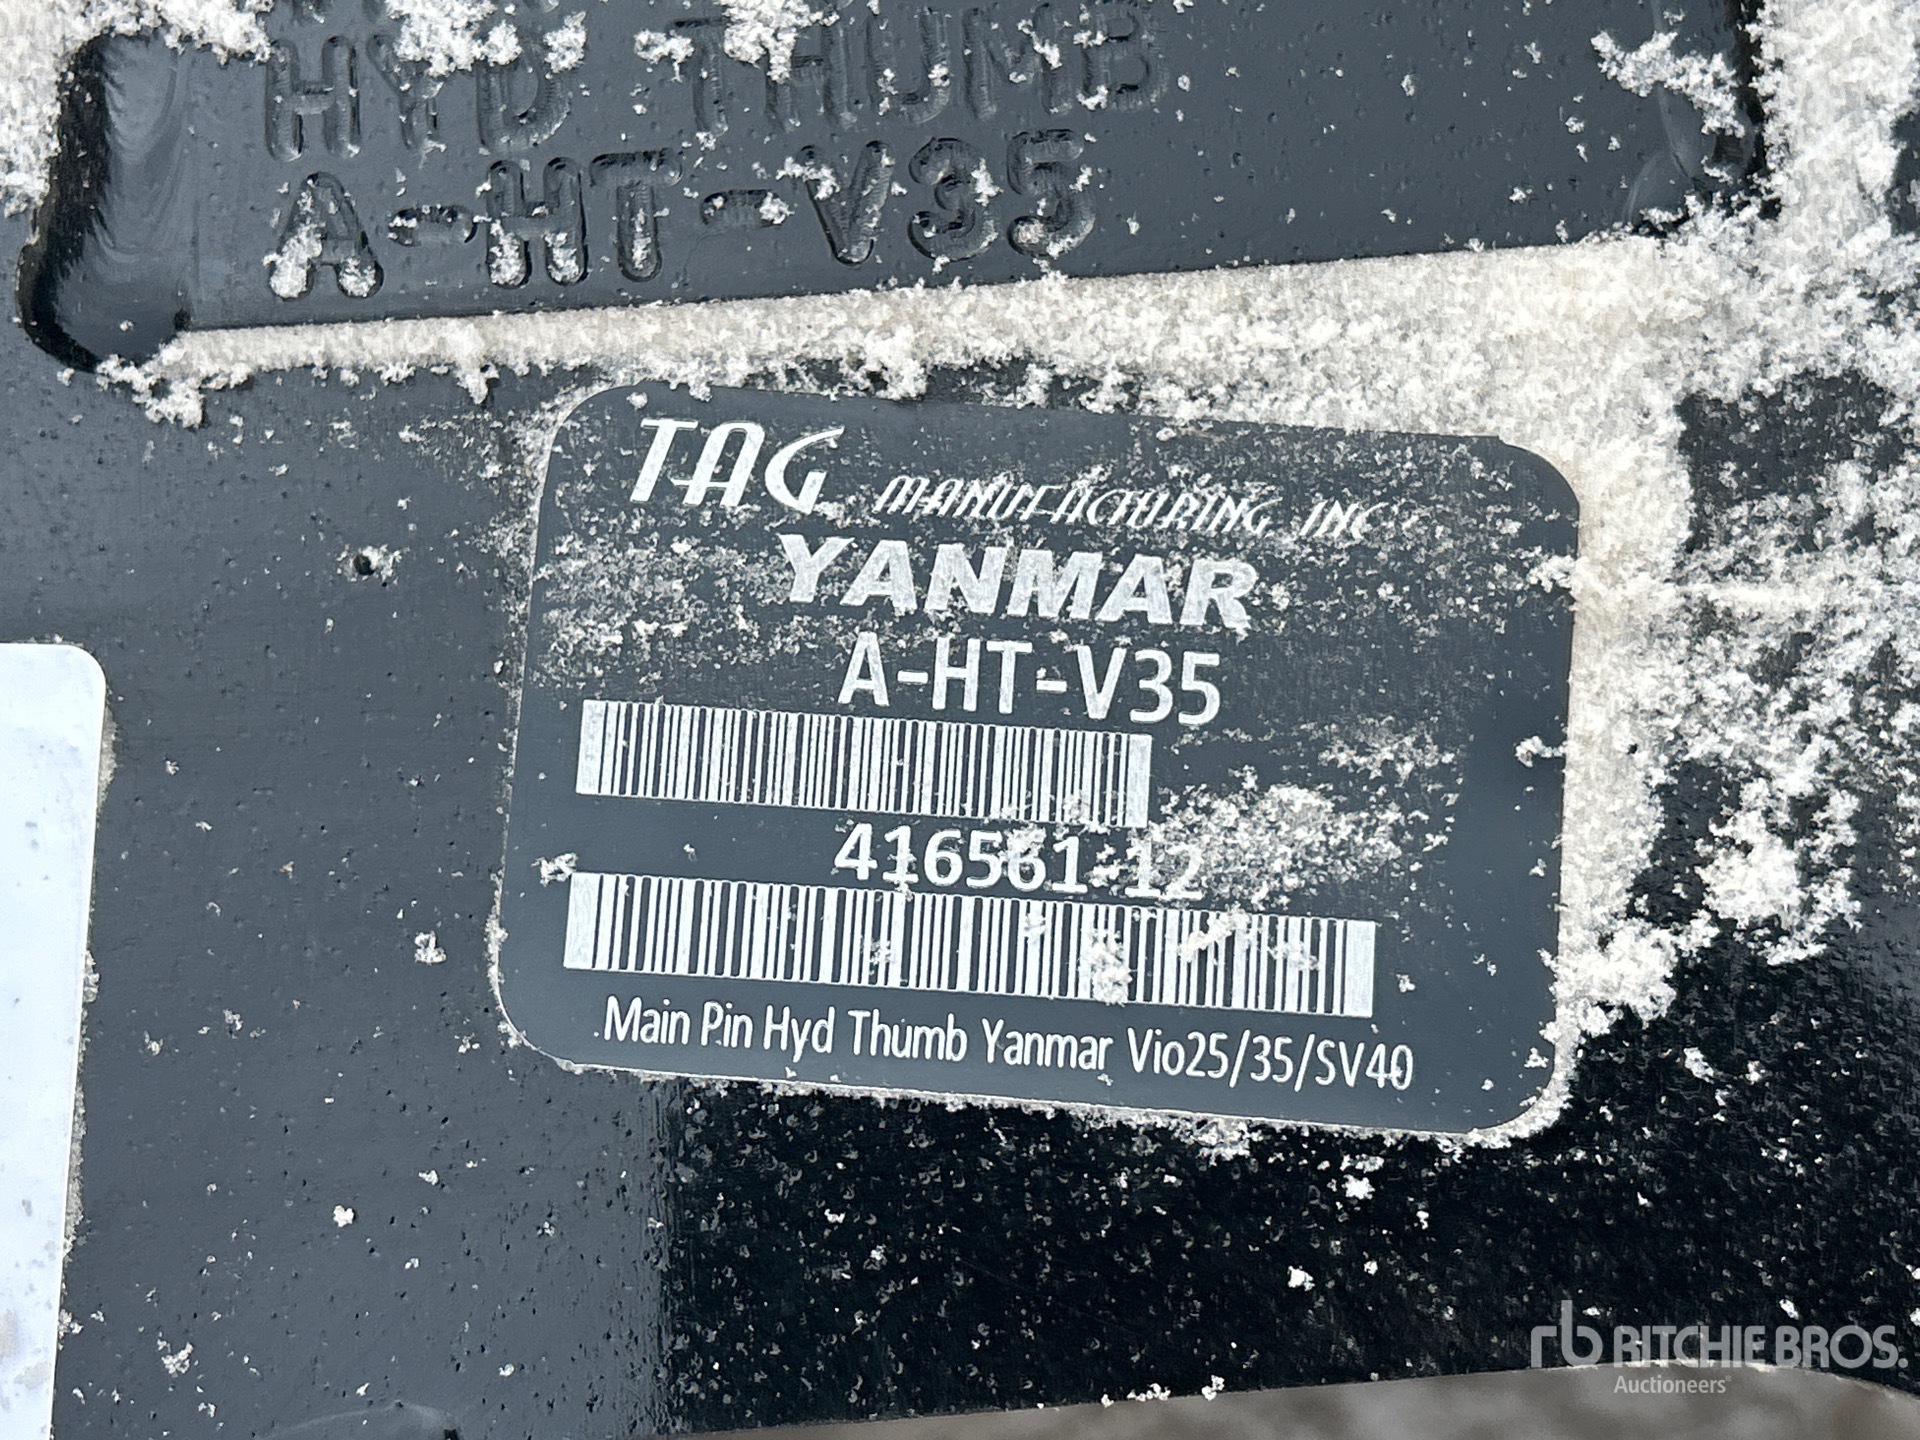 HYD THUMB
A-HT-V35
TAG MANUFACTURING, INC.
YANMAR
A-HT-V35
416561-12
Main Pin Hyd Thumb Yanmar Vio25/35/SV40
rb RITCHIE BROS.
Auctioneers